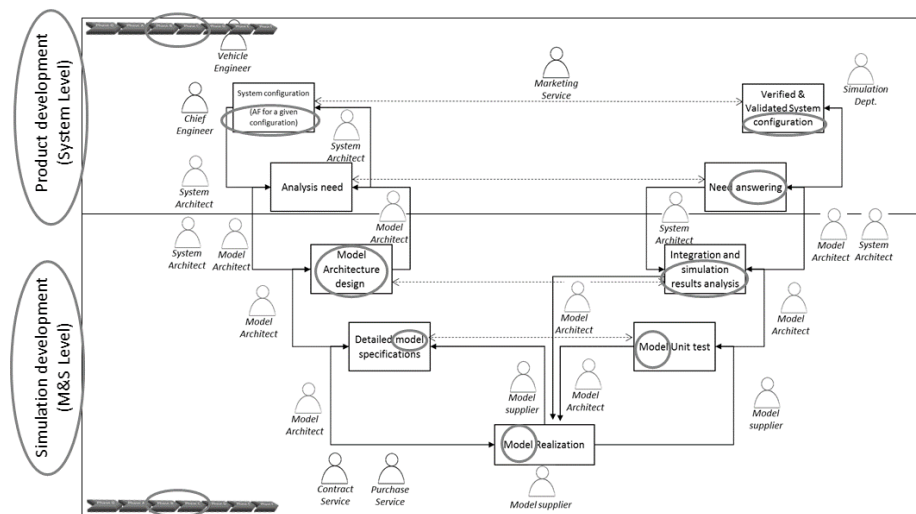 Product development
(System Level)
Vehicle
Engineer
Marketing
Service
Simulation
Dept.
System configuration
(AF for a given
configuration)
Verified &
Validated System
configuration
Chief
Engineer
System
Architect
System
Architect
Analysis need
Need answering
Model
Architect
System
Architect
System
Architect
Model
Architect
Model
Architect
System
Architect
Simulation development
(M&S Level)
Model
Architecture
design
Integration and
simulation
results analysis
Model
Architect
Model
Architect
Model
Architect
Detailed model
specifications
Model Unit test
Model
supplier
Model
Architect
Model
Architect
Model
supplier
Model Realization
Contract
Service
Purchase
Service
Model supplier